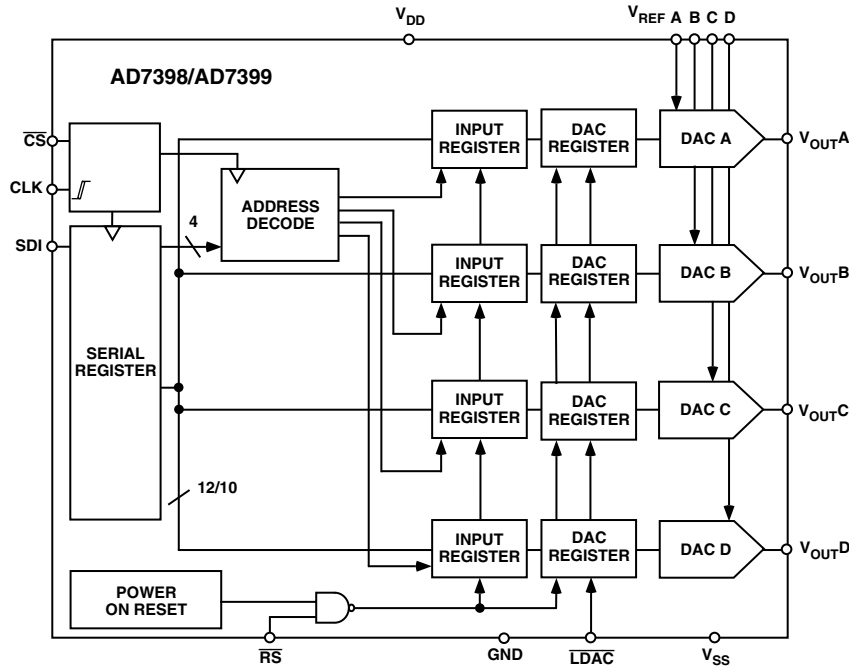 VDD
VREF A B C D
AD7398/AD7399
CS
CLK
SDI
4
ADDRESS
DECODE
INPUT
REGISTER
DAC
REGISTER
DAC A
VOUTA
INPUT
REGISTER
DAC
REGISTER
DAC B
VOUTB
SERIAL
REGISTER
INPUT
REGISTER
DAC
REGISTER
DAC C
VOUTC
12/10
INPUT
REGISTER
DAC
REGISTER
DAC D
VOUTD
POWER
ON RESET
RS
GND
LDAC
VSS